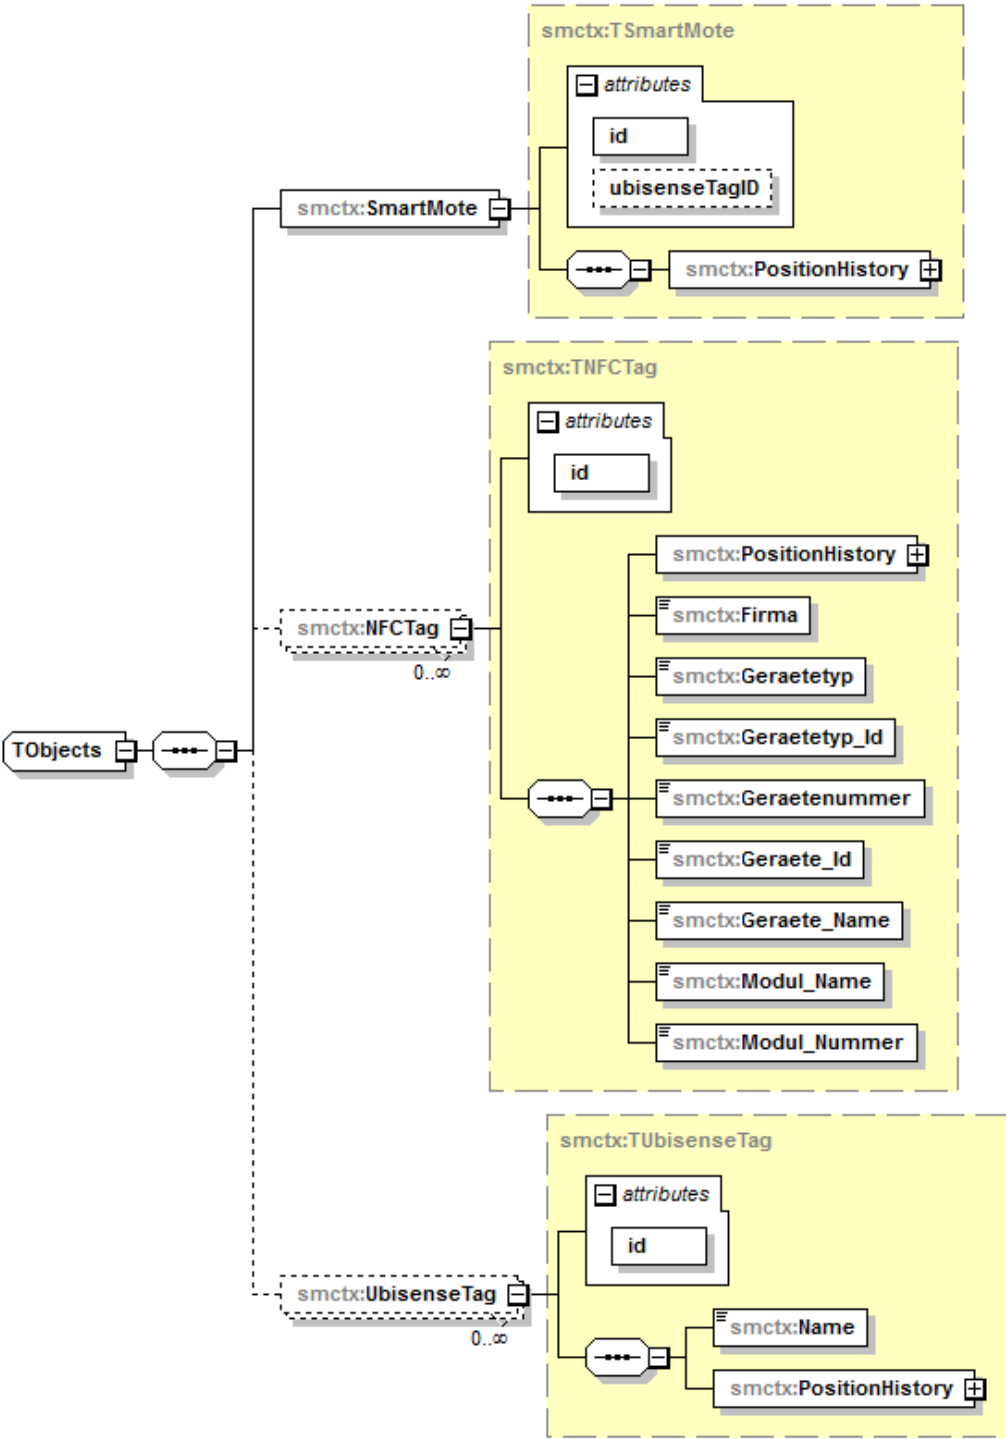 smctx:TSmartMote
attributes
id
ubisenseTagID
smctx:SmartMote
smctx:PositionHistory
smctx:TNFCTag
attributes
id
smctx:PositionHistory
smctx:Firma
smctx:NFCTag
0..∞
smctx:Geraetetyp
smctx:Geraetetyp_Id
TObjects
smctx:Geraetenummer
smctx:Geraete_Id
smctx:Geraete_Name
smctx:Modul_Name
smctx:Modul_Nummer
smctx:TUbisenseTag
attributes
id
smctx:UbisenseTag
0..∞
smctx:Name
smctx:PositionHistory